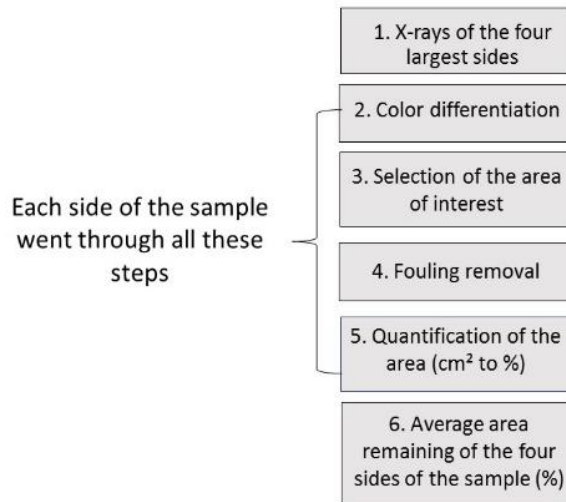 1. X-rays of the four
largest sides
2. Color differentiation
3. Selection of the area
of interest
Each side of the sample
went through all these
steps
4. Fouling removal
5. Quantification of the
area (cm² to %)
6. Average area
remaining of the four
sides of the sample (%)